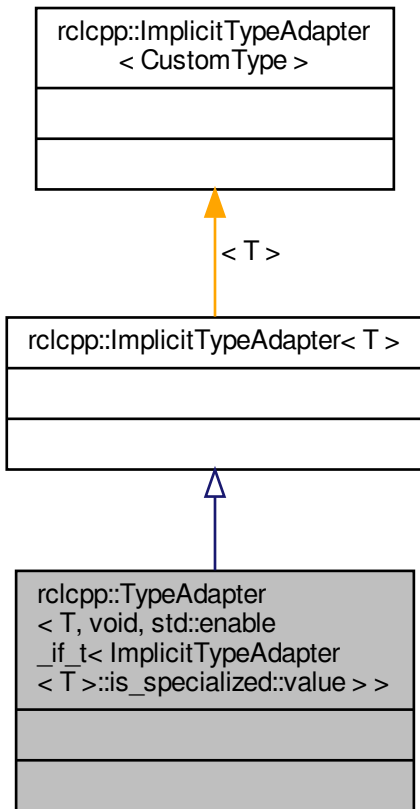 rclcpp::ImplicitTypeAdapter
< CustomType >
< T >
rclcpp::ImplicitTypeAdapter< T >
rclcpp::TypeAdapter
< T, void, std::enable
_if_t< ImplicitTypeAdapter
< T >::is_specialized::value > >